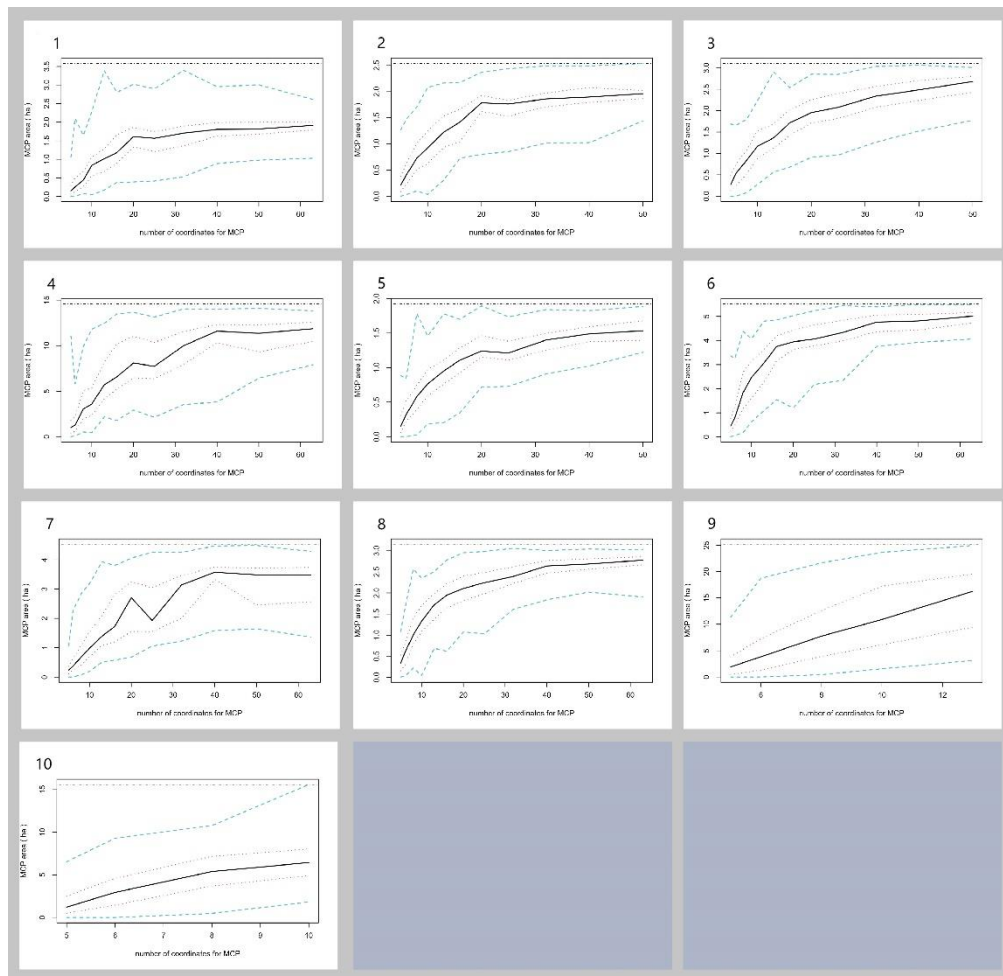 1
MCP area ( ha )
0.0 0.5 1.0 1.5 2.0 2.5 3.0 3.5
10 20 30 40 50 60
number of coordinates for MCP
2
MCP area ( ha )
0.0 0.5 1.0 1.5 2.0 2.5
10 20 30 40 50
number of coordinates for MCP
3
MCP area ( ha )
0.0 0.5 1.0 1.5 2.0 2.5 3.0
10 20 30 40 50
number of coordinates for MCP
4
MCP area ( ha )
0 5 10 15
10 20 30 40 50 60
number of coordinates for MCP
5
MCP area ( ha )
0.0 0.5 1.0 1.5 2.0
10 20 30 40 50
number of coordinates for MCP
6
MCP area ( ha )
0 1 2 3 4 5
10 20 30 40 50 60
number of coordinates for MCP
7
MCP area ( ha )
0 1 2 3 4
10 20 30 40 50 60
number of coordinates for MCP
8
MCP area ( ha )
0.0 0.5 1.0 1.5 2.0 2.5 3.0
10 20 30 40 50 60
number of coordinates for MCP
9
MCP area ( ha )
0 5 10 15 20 25
6 8 10 12
number of coordinates for MCP
10
MCP area ( ha )
0 5 10 15
5 6 7 8 9 10
number of coordinates for MCP